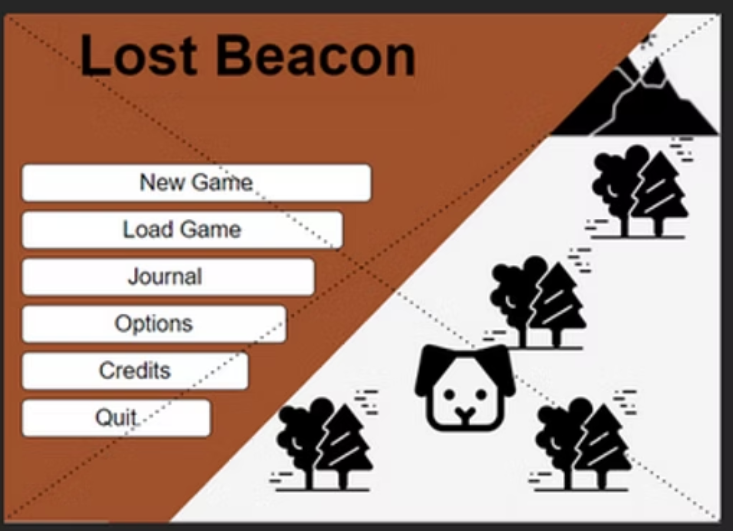 Lost Beacon
New Game
Load Game
Journal
Options
Credits
Quit